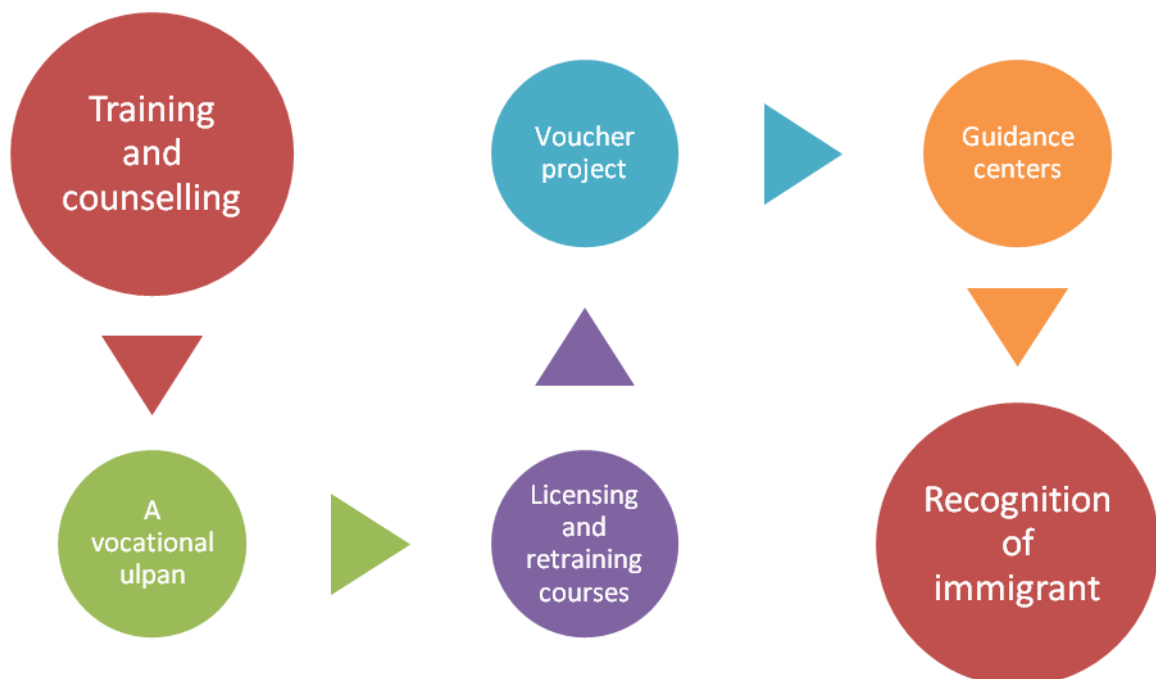 Training
and
counselling
A
vocational
ulpan
Licensing
and
retraining
courses
Voucher
project
Guidance
centers
Recognition
of
immigrant